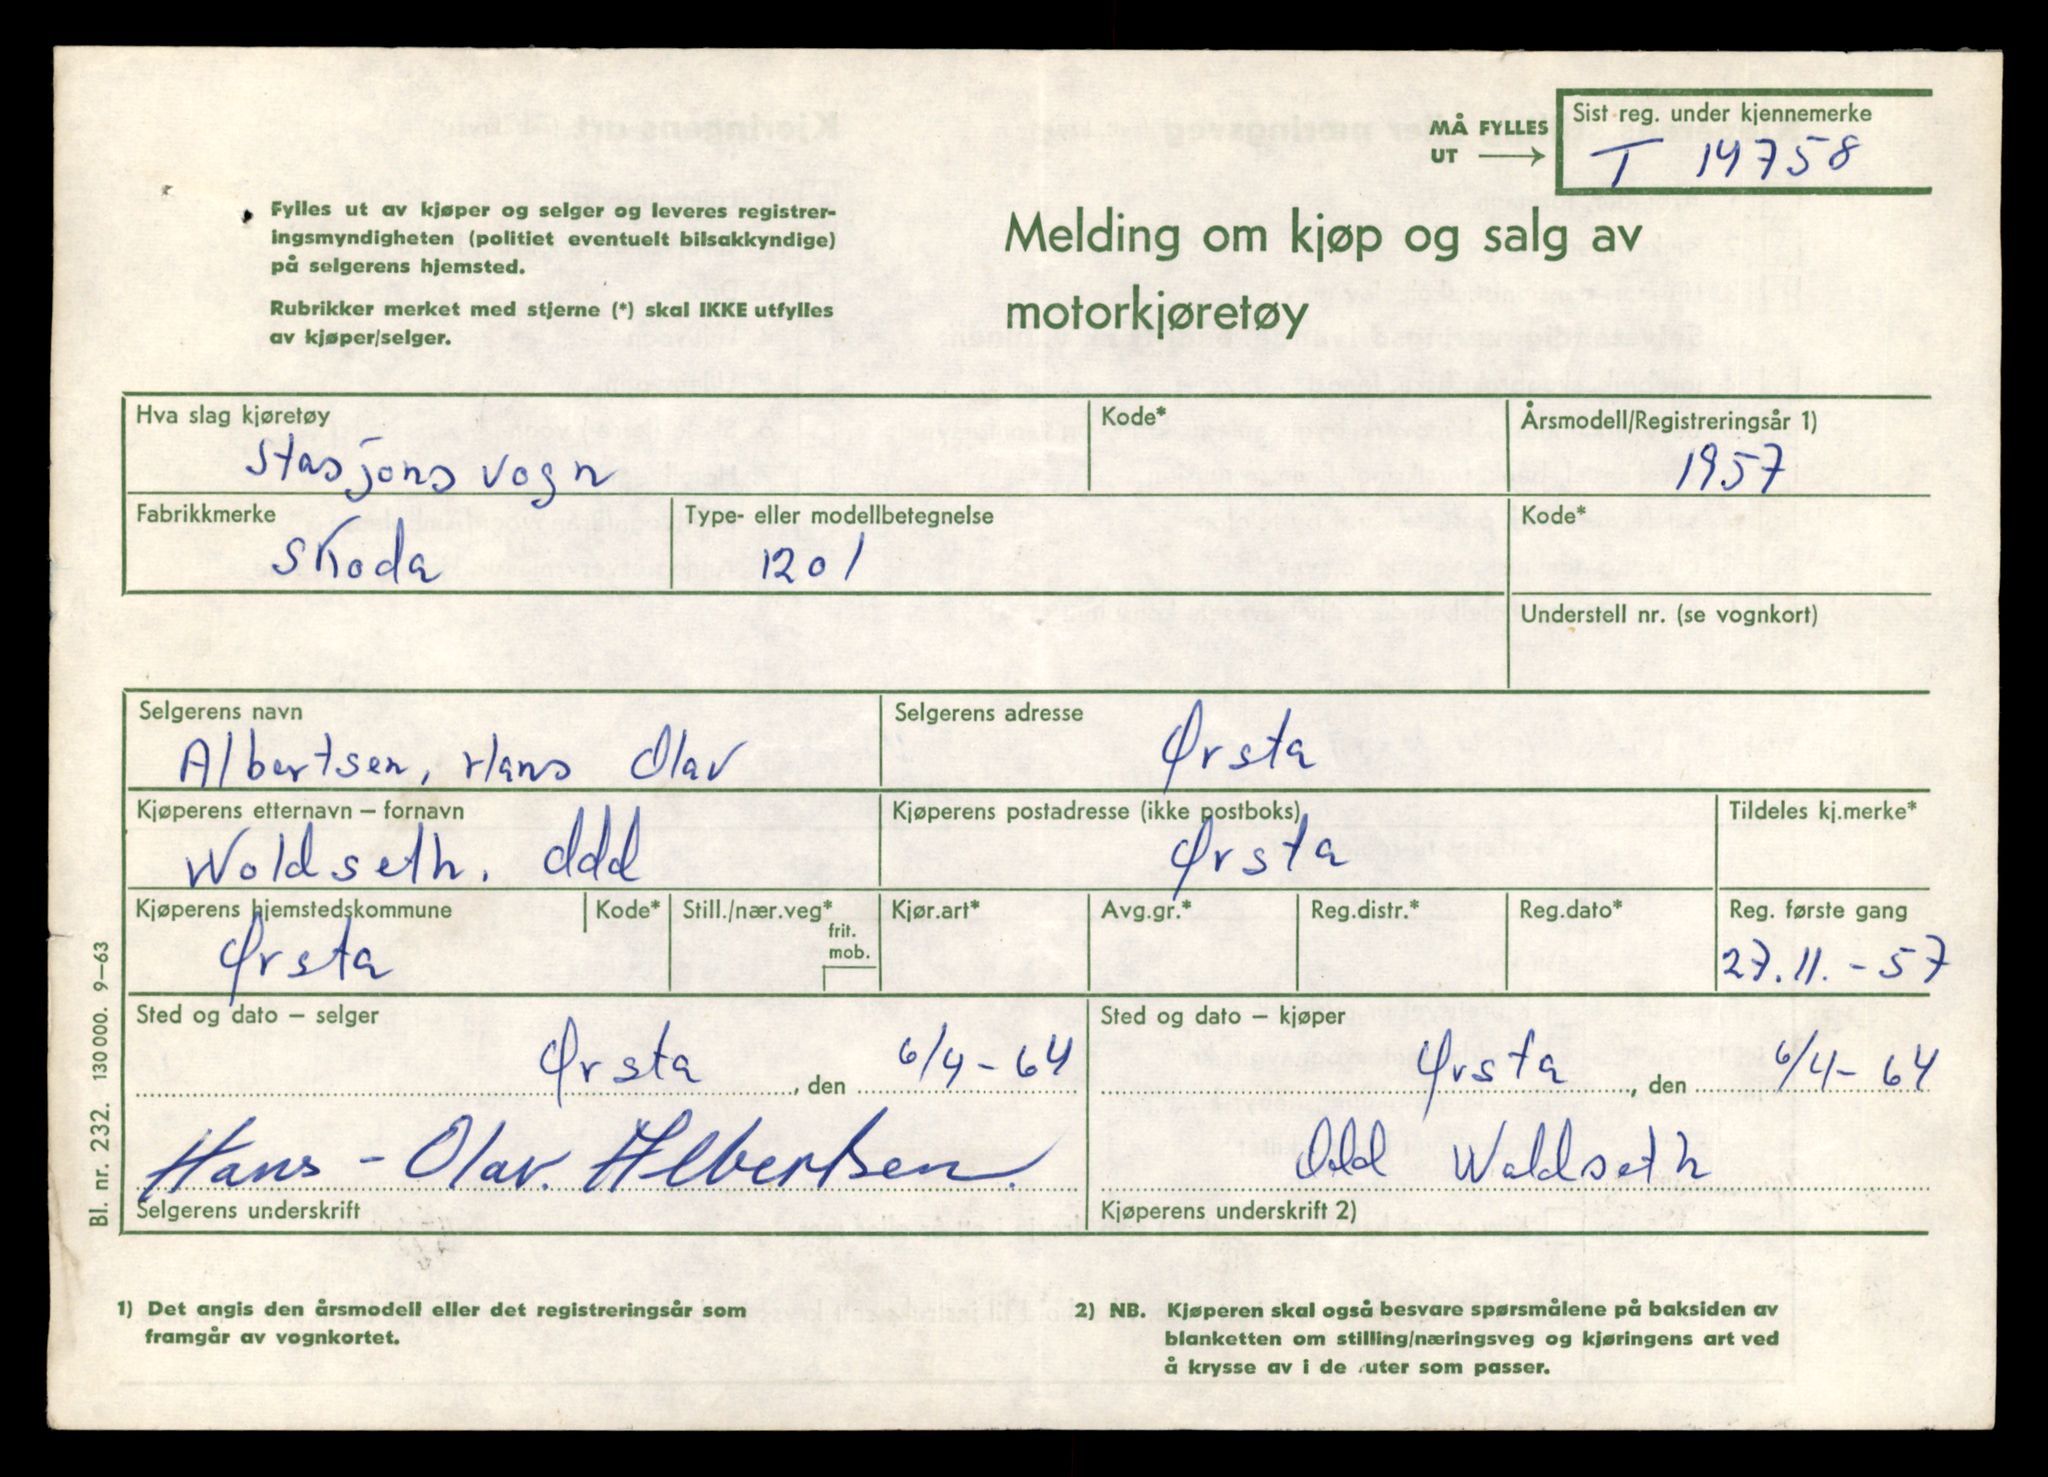 MÅ FYLLES
UT
Sist reg. under kjennemerke
T 14758
Fylles ut av kjøper og selger og leveres registrer-
ingsmyndigheten (politiet eventuelt bilsakkyndige)
på selgerens hjemsted.
Rubrikker merket med stjerne (*) skal IKKE utfylles
av kjøper/selger.
Melding om kjøp og salg av
motorkjøretøy
Hva slag kjøretøy
Stasjonsvogn
Kode*
Årsmodell/Registreringsår 1)
1957
Fabrikkmerke
Skoda
Type- eller modellbetegnelse
1201
Kode*
Understell nr. (se vognkort)
Selgerens navn
Albertsen, Hans Olav
Selgerens adresse
Ørsta
Kjøperens etternavn – fornavn
Woldseth, Odd
Kjøperens postadresse (ikke postboks)
Ørsta
Tildeles kj.merke*
Kjøperens hjemstedskommune
Ørsta
Kode*
Still./nær.veg*
frit.
mob.
Kjør.art*
Avg.gr.*
Reg.distr.*
Reg.dato*
Reg. første gang
27.11.-57
Sted og dato – selger
Ørsta, den 6/4-64
Hans-Olav Albertsen.
Selgerens underskrift
Sted og dato – kjøper
Ørsta, den 6/4-64
Odd Woldseth
Kjøperens underskrift 2)
Bl. nr. 232. 130 000. 9–63
1) Det angis den årsmodell eller det registreringsår som
framgår av vognkortet.
2) NB. Kjøperen skal også besvare spørsmålene på baksiden av
blanketten om stilling/næringsveg og kjøringens art ved
å krysse av i de ruter som passer.